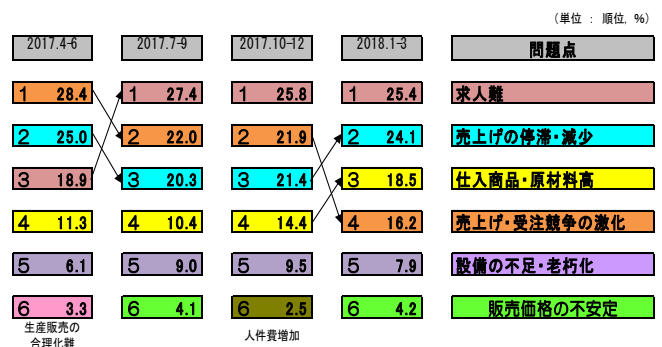 （単位 ： 順位, %）
2017.4-6 2017.7-9 2017.10-12 2018.1-3 問題点
1 28.4 1 27.4 1 25.8 1 25.4 求人難
2 25.0 2 22.0 2 21.9 2 24.1 売上げの停滞・減少
3 18.9 3 20.3 3 21.4 3 18.5 仕入商品・原材料高
4 11.3 4 10.4 4 14.4 4 16.2 売上げ・受注競争の激化
5 6.1 5 9.0 5 9.5 5 7.9 設備の不足・老朽化
6 3.3 6 4.1 6 2.5 6 4.2 販売価格の不安定
生産販売の
合理化難
人件費増加